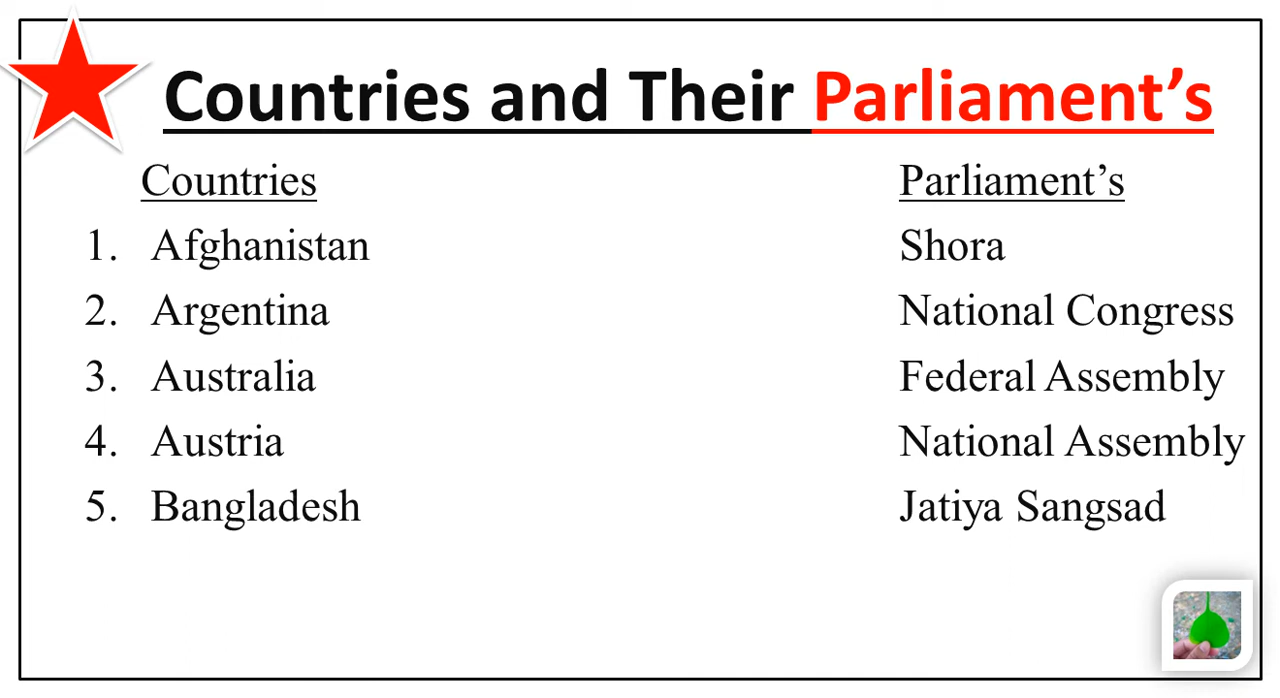 Countries and Their Parliament’s
Countries Parliament’s
1. Afghanistan Shora
2. Argentina National Congress
3. Australia Federal Assembly
4. Austria National Assembly
5. Bangladesh Jatiya Sangsad